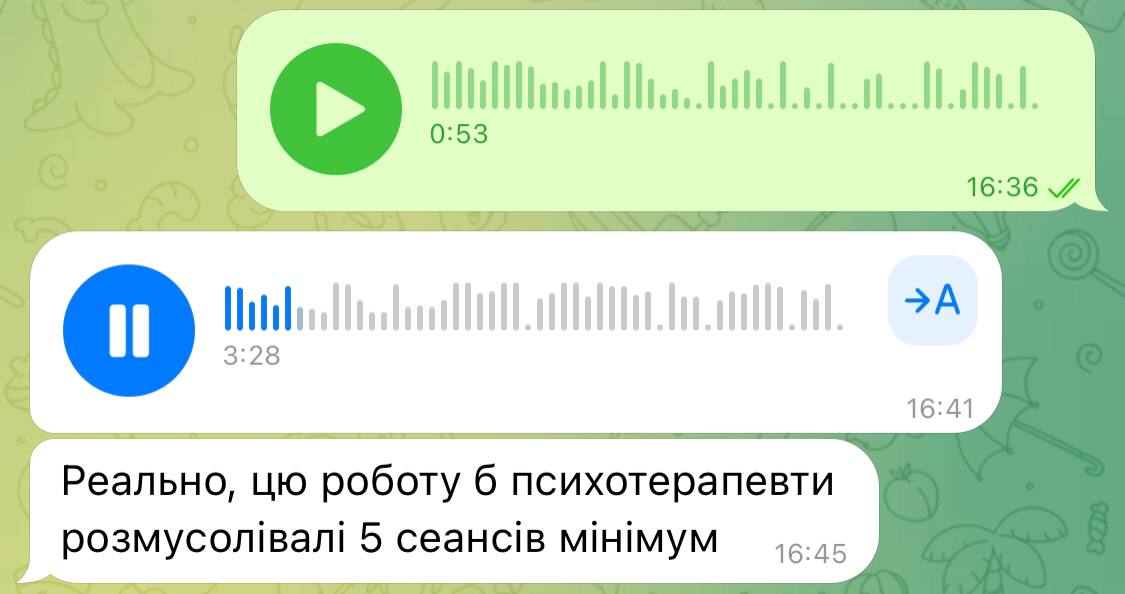 0:53
16:36
→A
3:28
16:41
Реально, цю роботу б психотерапевти
розмусолівалі 5 сеансів мінімум
16:45